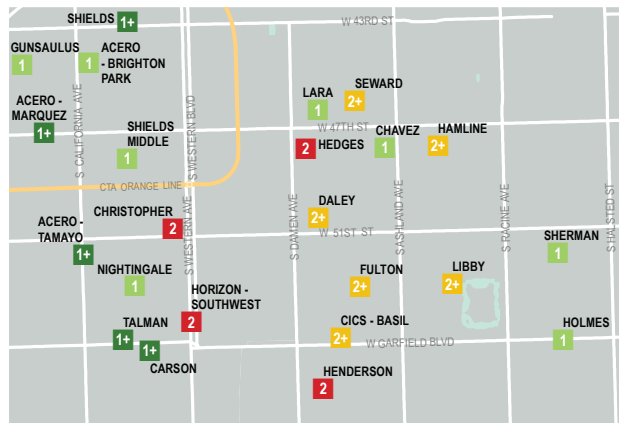 SHIELDS
1+
W 43RD ST
GUNSAULUS
1
ACERO
- BRIGHTON
PARK
1
SEWARD
2+
LARA
1
ACERO -
MARQUEZ
1+
S CALIFORNIA AVE
S WESTERN BLVD
SHIELDS
MIDDLE
1
W 47TH ST
HEDGES
2
CHAVEZ
1
HAMLINE
2+
CTA ORANGE LINE
CHRISTOPHER
2
S WESTERN AVE
DALEY
2+
W 51ST ST
S DAMEN AVE
S ASHLAND AVE
S RACINE AVE
S HALSTED ST
ACERO -
TAMAYO
1+
SHERMAN
1
NIGHTINGALE
1
HORIZON -
SOUTHWEST
2
FULTON
2+
LIBBY
2+
TALMAN
1+
1+
CARSON
CICS - BASIL
2+
W GARFIELD BLVD
HOLMES
1
HENDERSON
2